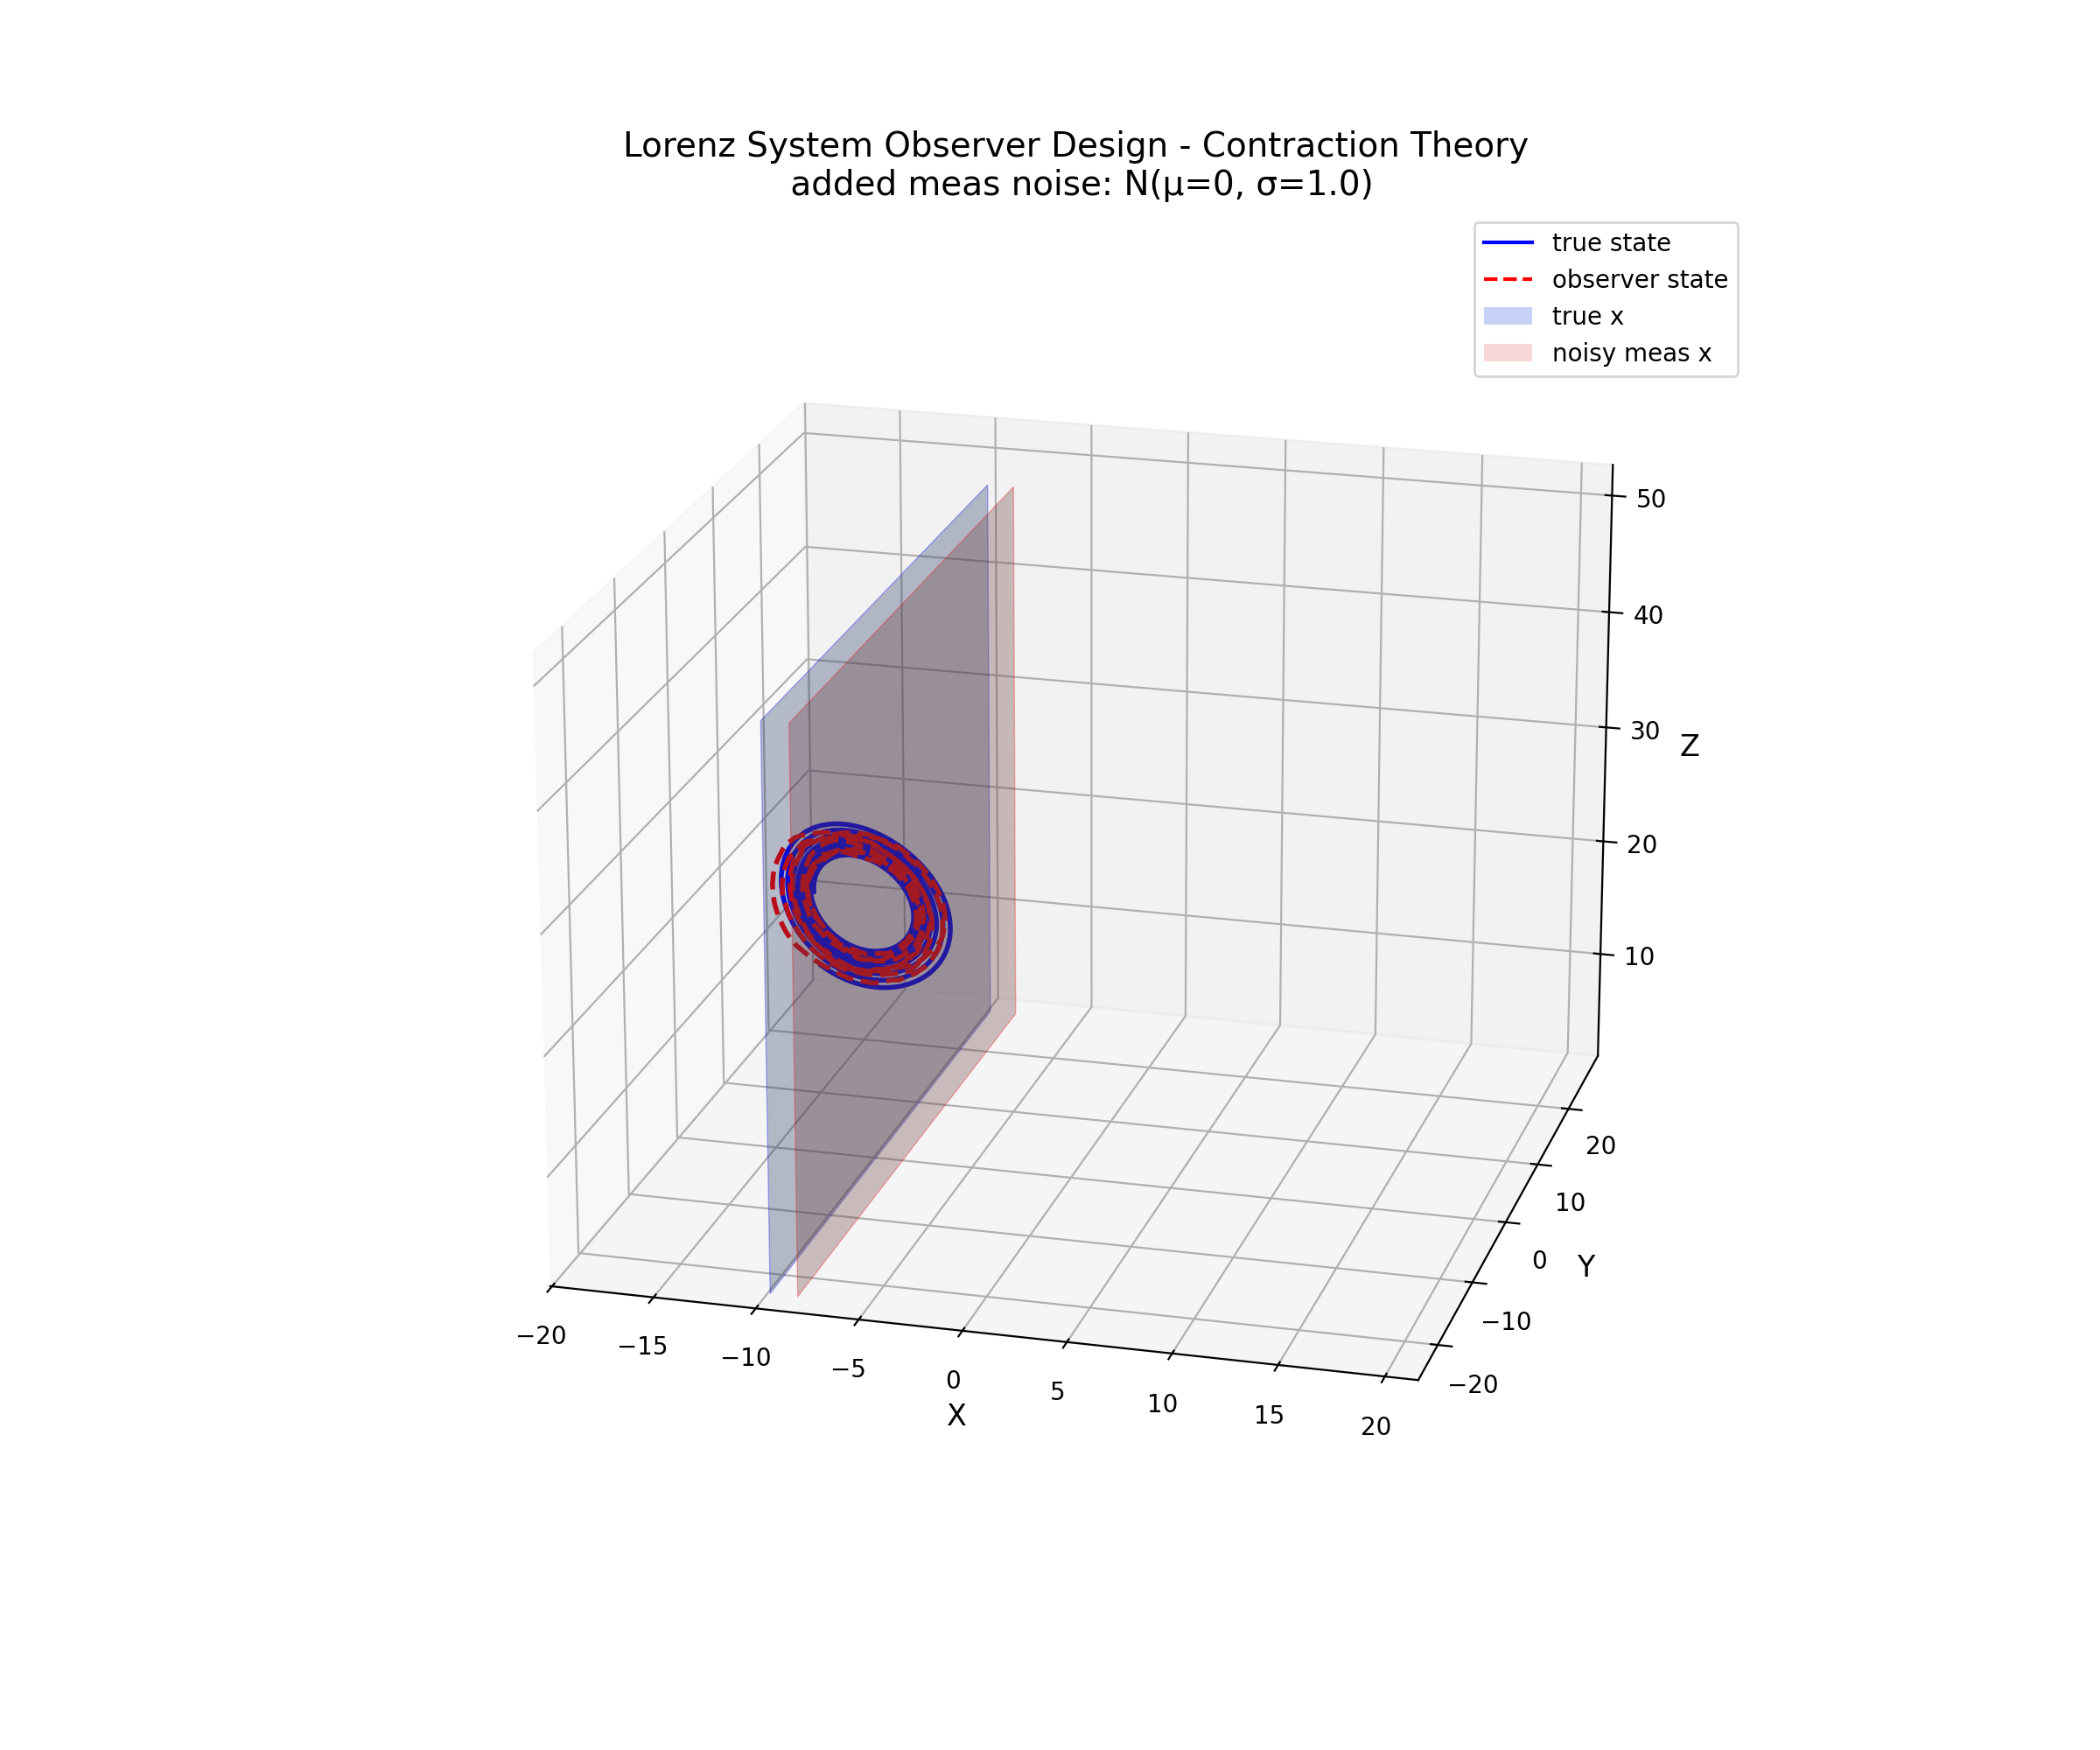 Lorenz System Observer Design - Contraction Theory
added meas noise: N(μ=0, σ=1.0)
true state
observer state
true x
noisy meas x
50
40
30
Z
20
10
20
10
0
Y
−10
−20
−20
−15
−10
−5
0
5
10
15
20
X